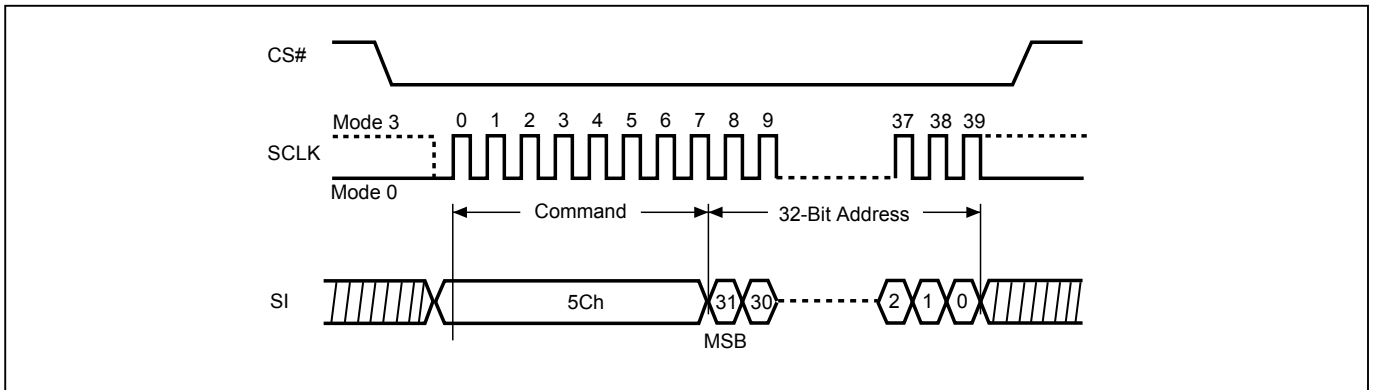 CS#
Mode 3 0 1 2 3 4 5 6 7 8 9 37 38 39
SCLK
Mode 0
Command 32-Bit Address
SI 5Ch 31 30 2 1 0
MSB